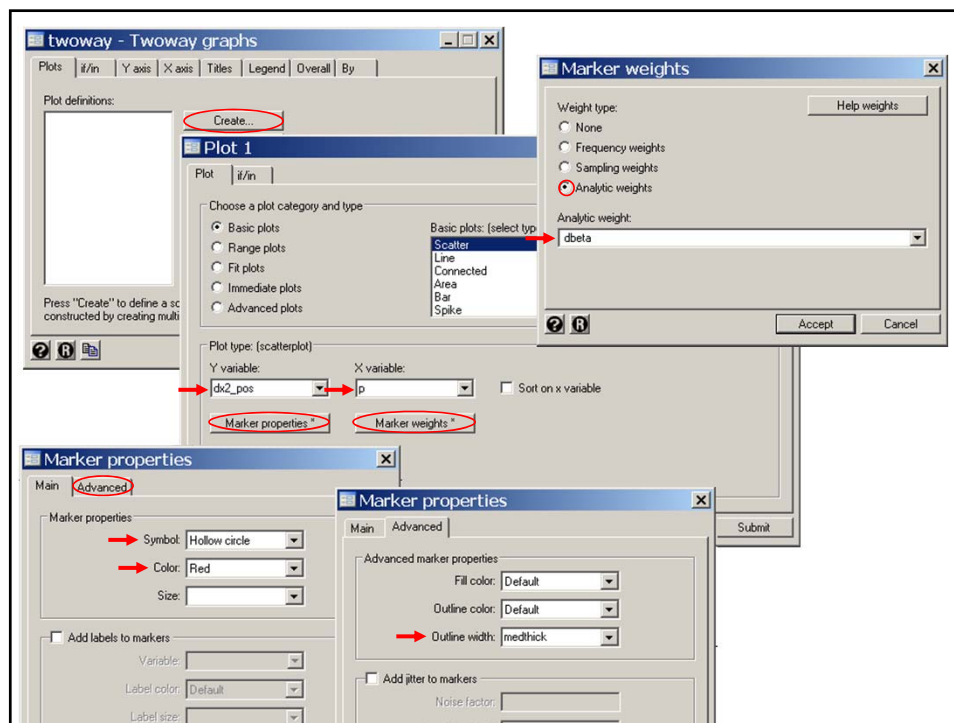 twoway - Twoway graphs
Plots if/in Y axis X axis Titles Legend Overall By
Plot definitions:
Create...
Press "Create" to define a sc
constructed by creating multi
Plot 1
Plot if/in
Choose a plot category and type
Basic plots
Range plots
Fit plots
Immediate plots
Advanced plots
Basic plots: (select typ
Scatter
Line
Connected
Area
Bar
Spike
Plot type: (scatterplot)
Y variable:
dx2_pos
X variable:
p
Sort on x variable
Marker properties *
Marker weights *
Submit
Marker weights
Weight type:
Help weights
None
Frequency weights
Sampling weights
Analytic weights
Analytic weight:
dbeta
? R
Accept Cancel
? R
Marker properties
Main Advanced
Marker properties
Symbol: Hollow circle
Color: Red
Size:
Add labels to markers
Variable:
Label color: Default
Label size:
Marker properties
Main Advanced
Advanced marker properties
Fill color: Default
Outline color: Default
Outline width: medthick
Add jitter to markers
Noise factor: